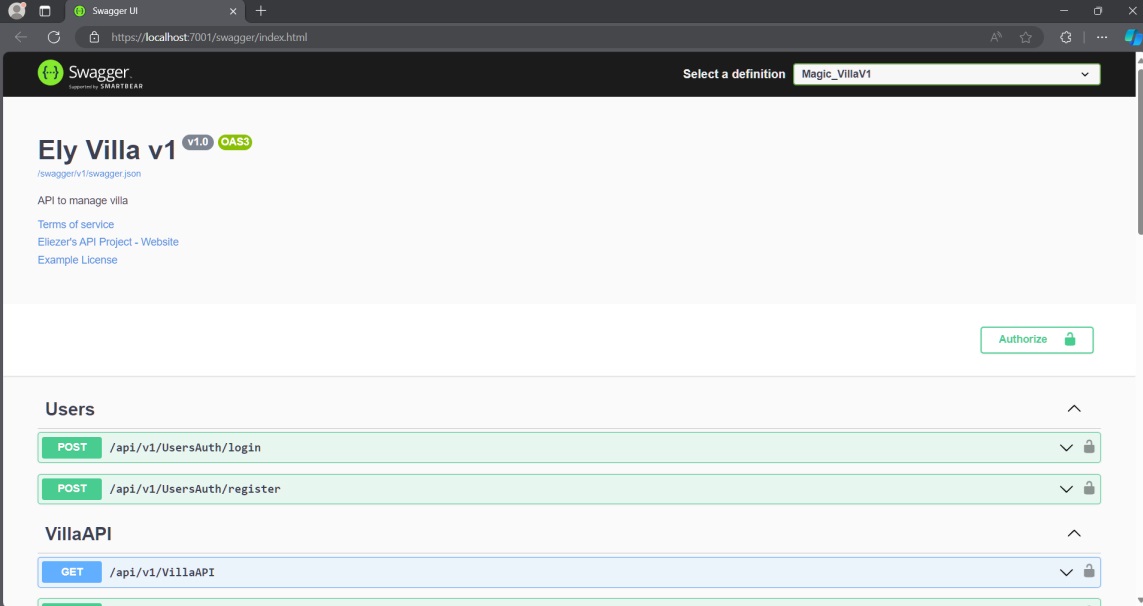 Swagger UI
https://localhost:7001/swagger/index.html
Swagger.
Supported by SMARTBEAR
Select a definition
Magic_VillaV1
Ely Villa v1 v1.0 OAS3
/swagger/v1/swagger.json
API to manage villa
Terms of service
Eliezer's API Project - Website
Example License
Authorize
Users
POST /api/v1/UsersAuth/login
POST /api/v1/UsersAuth/register
VillaAPI
GET /api/v1/VillaAPI